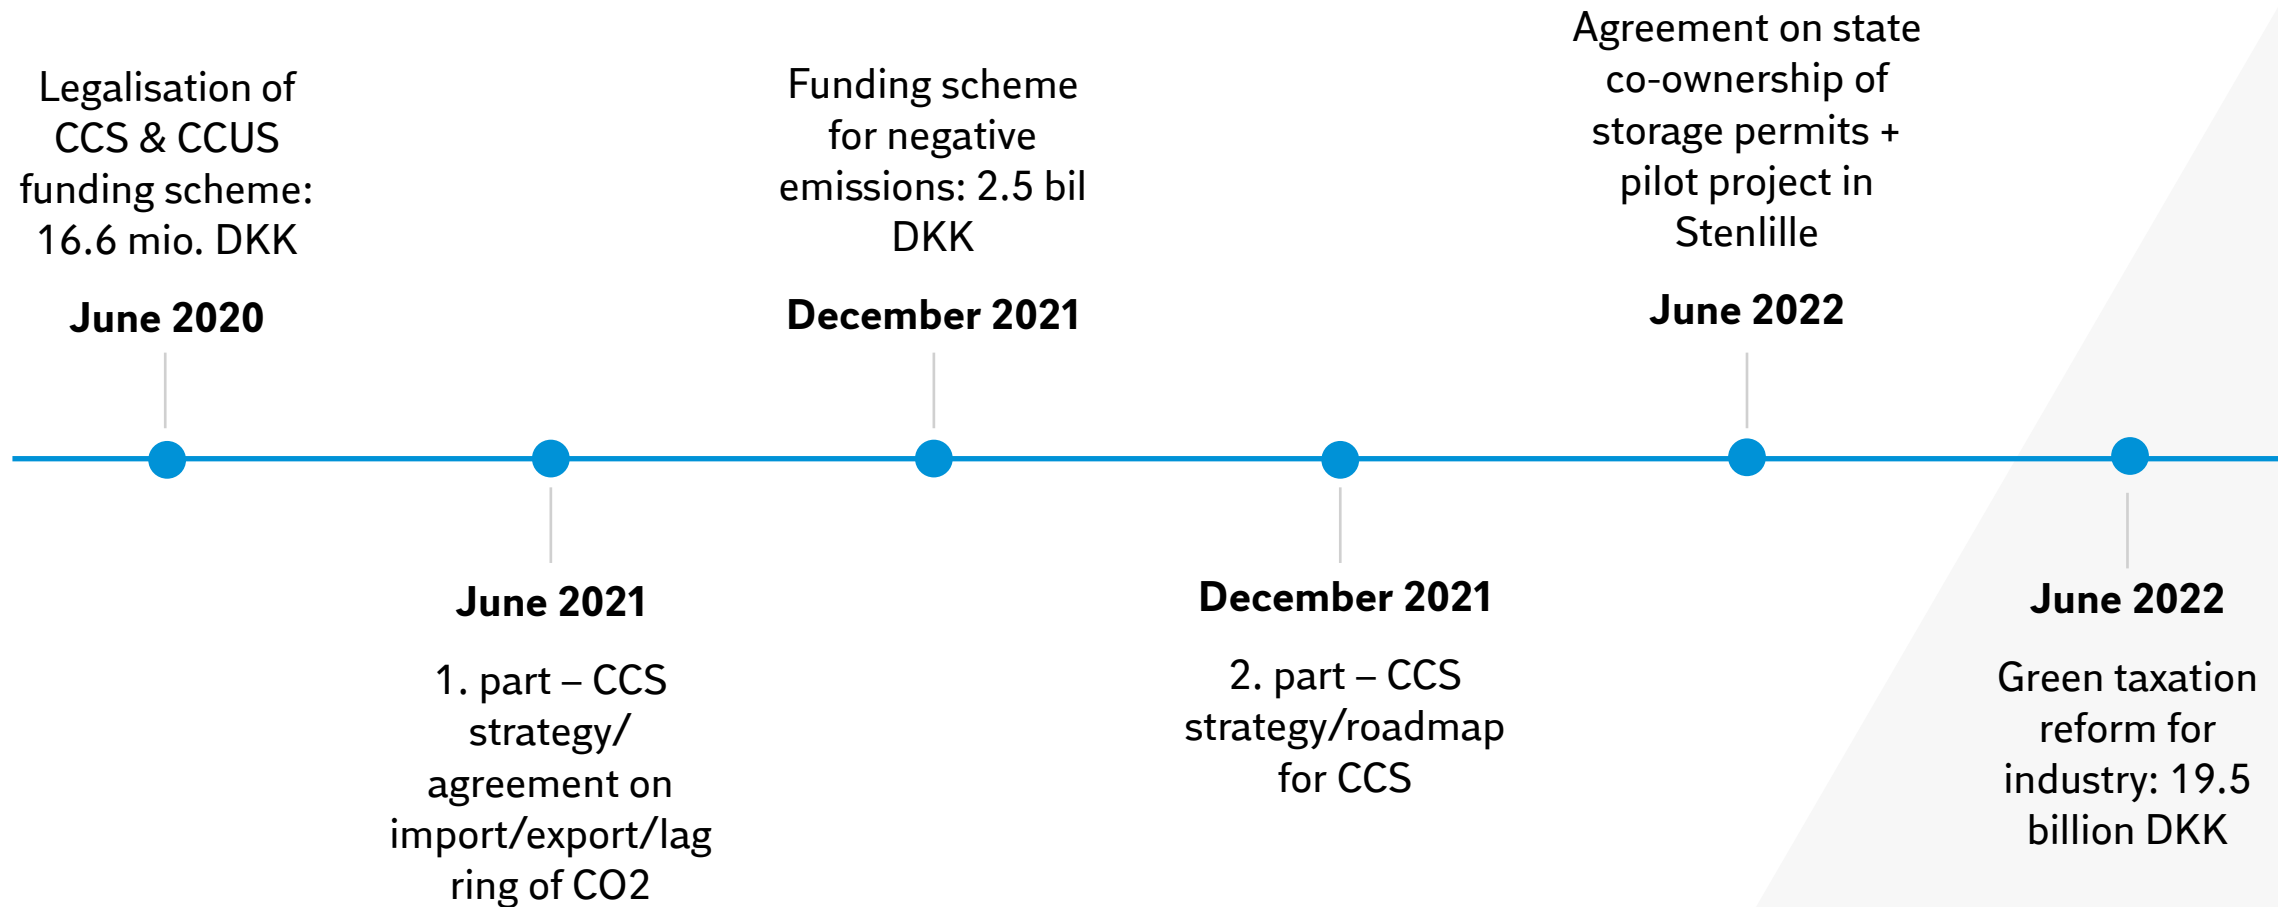 Legalisation of
CCS & CCUS
funding scheme:
16.6 mio. DKK
June 2020
June 2021
1. part – CCS
strategy/
agreement on
import/export/lag
ring of CO2
Funding scheme
for negative
emissions: 2.5 bil
DKK
December 2021
December 2021
2. part – CCS
strategy/roadmap
for CCS
Agreement on state
co-ownership of
storage permits +
pilot project in
Stenlille
June 2022
June 2022
Green taxation
reform for
industry: 19.5
billion DKK